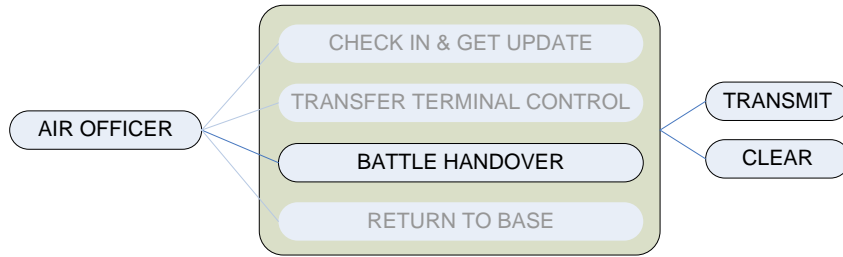 AIR OFFICER
CHECK IN & GET UPDATE
TRANSFER TERMINAL CONTROL
BATTLE HANDOVER
RETURN TO BASE
TRANSMIT
CLEAR